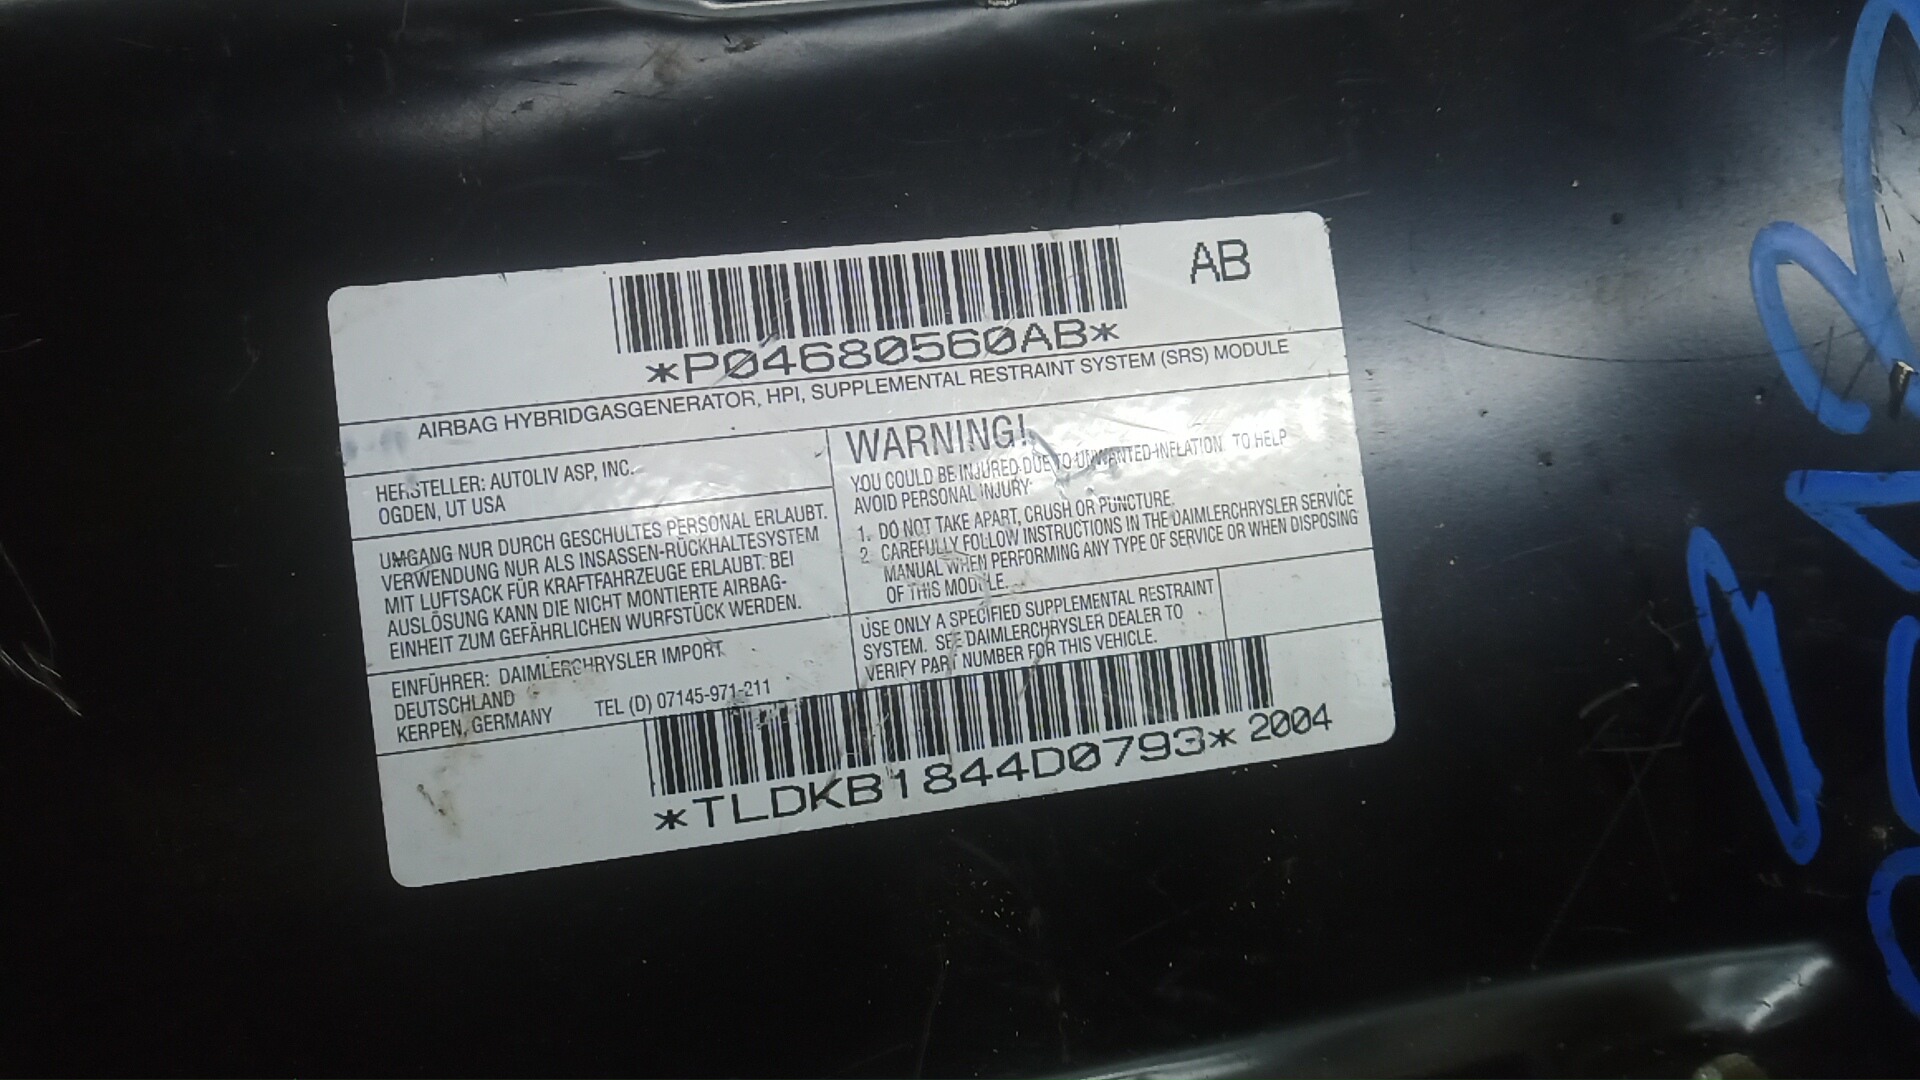 AB
*P04680560AB*
AIRBAG HYBRIDGASGENERATOR, HPI, SUPPLEMENTAL RESTRAINT SYSTEM (SRS) MODULE
HERSTELLER: AUTOLIV ASP, INC.
OGDEN, UT USA
UMGANG NUR DURCH GESCHULTES PERSONAL ERLAUBT.
VERWENDUNG NUR ALS INSASSEN-RÜCKHALTESYSTEM
MIT LUFTSACK FÜR KRAFTFAHRZEUGE ERLAUBT. BEI
AUSLÖSUNG KANN DIE NICHT MONTIERTE AIRBAG-
EINHEIT ZUM GEFÄHRLICHEN WURFSTÜCK WERDEN.
EINFÜHRER: DAIMLERCHRYSLER IMPORT
DEUTSCHLAND
KERPEN, GERMANY TEL (D) 07145-971-211
WARNING!
YOU COULD BE INJURED DUE TO UNWANTED INFLATION. TO HELP
AVOID PERSONAL INJURY
1. DO NOT TAKE APART, CRUSH OR PUNCTURE.
2. CAREFULLY FOLLOW INSTRUCTIONS IN THE DAIMLERCHRYSLER SERVICE
MANUAL WHEN PERFORMING ANY TYPE OF SERVICE OR WHEN DISPOSING
OF THIS MODULE.
USE ONLY A SPECIFIED SUPPLEMENTAL RESTRAINT
SYSTEM. SEE DAIMLERCHRYSLER DEALER TO
VERIFY PART NUMBER FOR THIS VEHICLE.
*TLDKB1844D0793* 2004